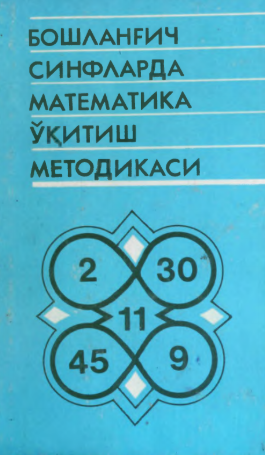 БОШЛАНҒИЧ
СИНФЛАРДА
МАТЕМАТИКА
ЎҚИТИШ
МЕТОДИКАСИ
2 30
11
45 9